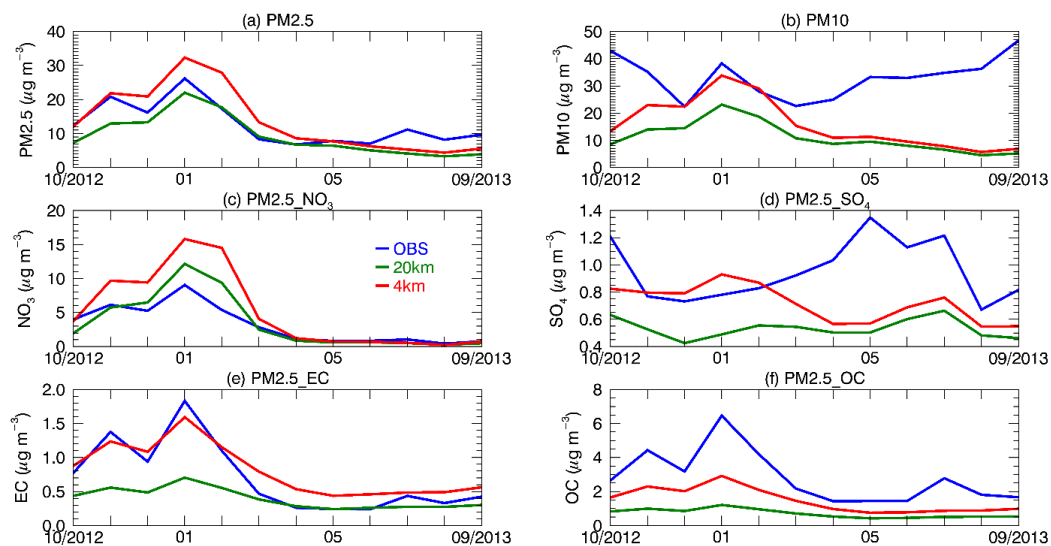 (a) PM2.5
PM2.5 (μg m⁻³)
40
30
20
10
0
10/2012 01 05 09/2013
(b) PM10
PM10 (μg m⁻³)
50
40
30
20
10
0
10/2012 01 05 09/2013
(c) PM2.5_NO₃
NO₃ (μg m⁻³)
20
15
10
5
0
10/2012 01 05 09/2013
OBS
20km
4km
(d) PM2.5_SO₄
SO₄ (μg m⁻³)
1.4
1.2
1.0
0.8
0.6
0.4
10/2012 01 05 09/2013
(e) PM2.5_EC
EC (μg m⁻³)
2.0
1.5
1.0
0.5
0.0
10/2012 01 05 09/2013
(f) PM2.5_OC
OC (μg m⁻³)
8
6
4
2
0
10/2012 01 05 09/2013